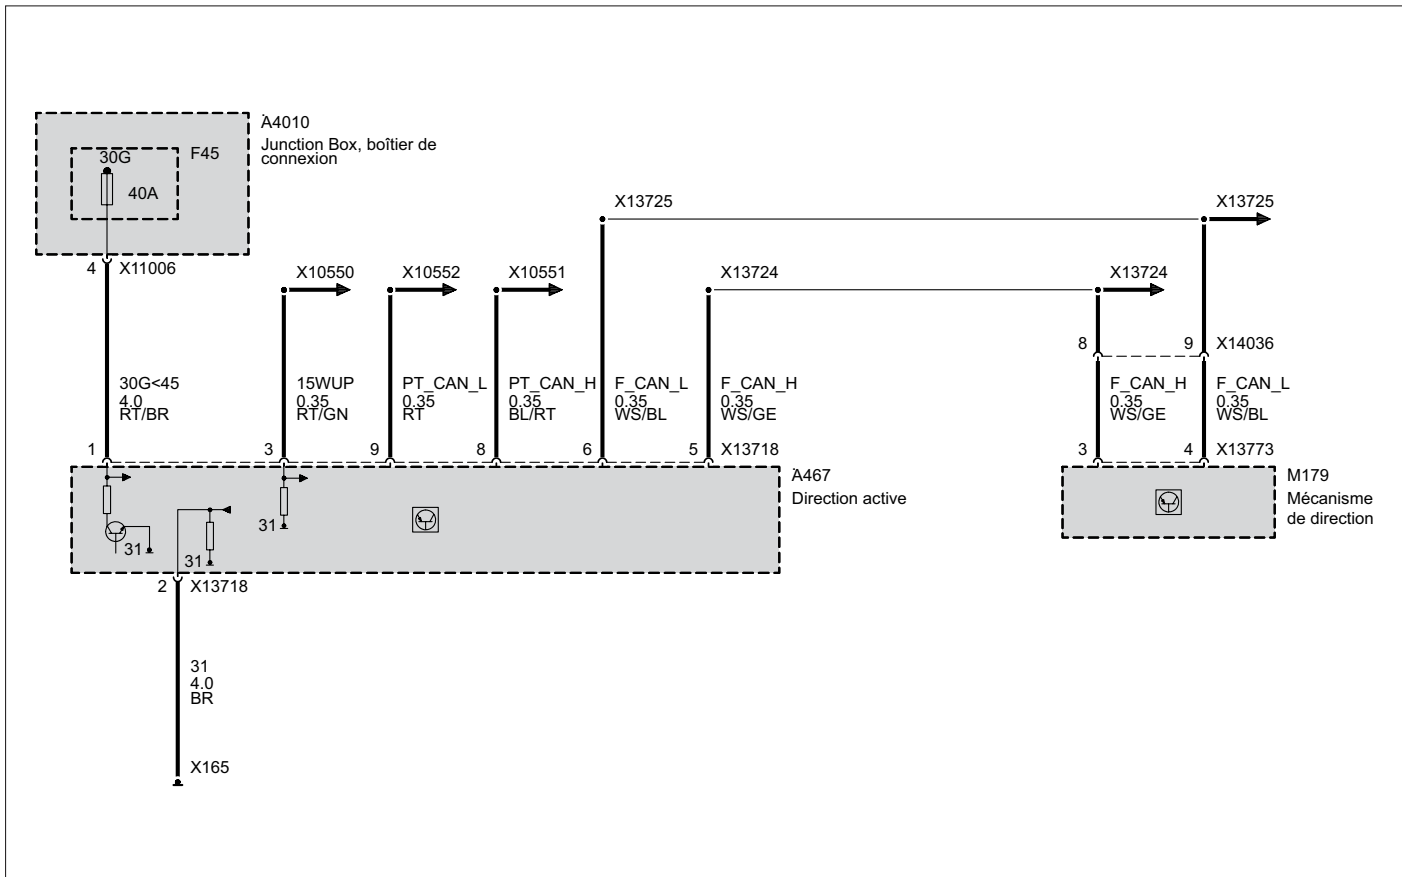 A4010
Junction Box, boîtier de
connexion
30G
F45
40A
4 X11006
X13725
X13725
X10550
X10552
X10551
X13724
X13724
8
9
X14036
30G<45
4.0
RT/BR
15WUP
0.35
RT/GN
PT_CAN_L
0.35
RT
PT_CAN_H
0.35
BL/RT
F_CAN_L
0.35
WS/BL
F_CAN_H
0.35
WS/GE
F_CAN_H
0.35
WS/GE
F_CAN_L
0.35
WS/BL
1
3
9
8
6
5
X13718
3
4
X13773
A467
Direction active
M179
Mécanisme
de direction
31
31
31
2 X13718
31
4.0
BR
X165